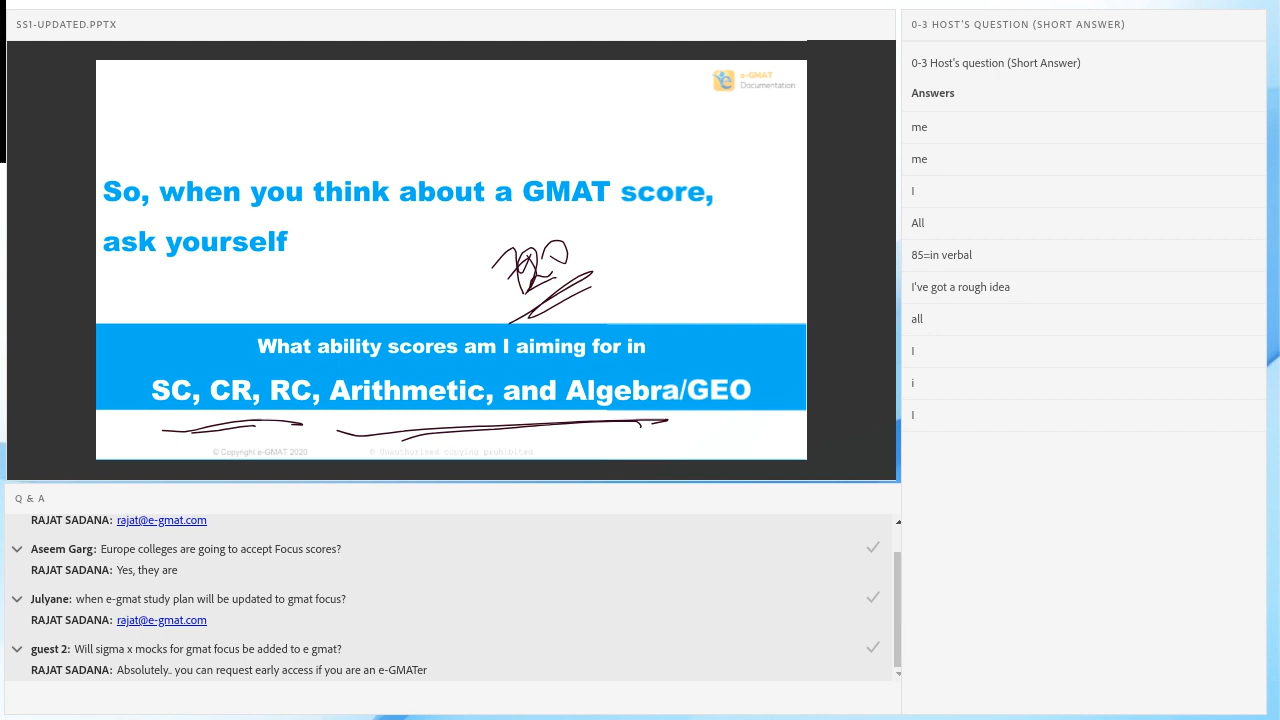 SS1-UPDATED.PPTX
e-GMAT
Documentation
So, when you think about a GMAT score,
ask yourself
What ability scores am I aiming for in
SC, CR, RC, Arithmetic, and Algebra/GEO
© Copyright e-GMAT 2020
© Unauthorized copying prohibited
Q & A
RAJAT SADANA: rajat@e-gmat.com
Aseem Garg: Europe colleges are going to accept Focus scores?
RAJAT SADANA: Yes, they are
Julyane: when e-gmat study plan will be updated to gmat focus?
RAJAT SADANA: rajat@e-gmat.com
guest 2: Will sigma x mocks for gmat focus be added to e gmat?
RAJAT SADANA: Absolutely.. you can request early access if you are an e-GMATer
0-3 HOST'S QUESTION (SHORT ANSWER)
0-3 Host's question (Short Answer)
Answers
me
me
I
All
85=in verbal
I've got a rough idea
all
I
i
I